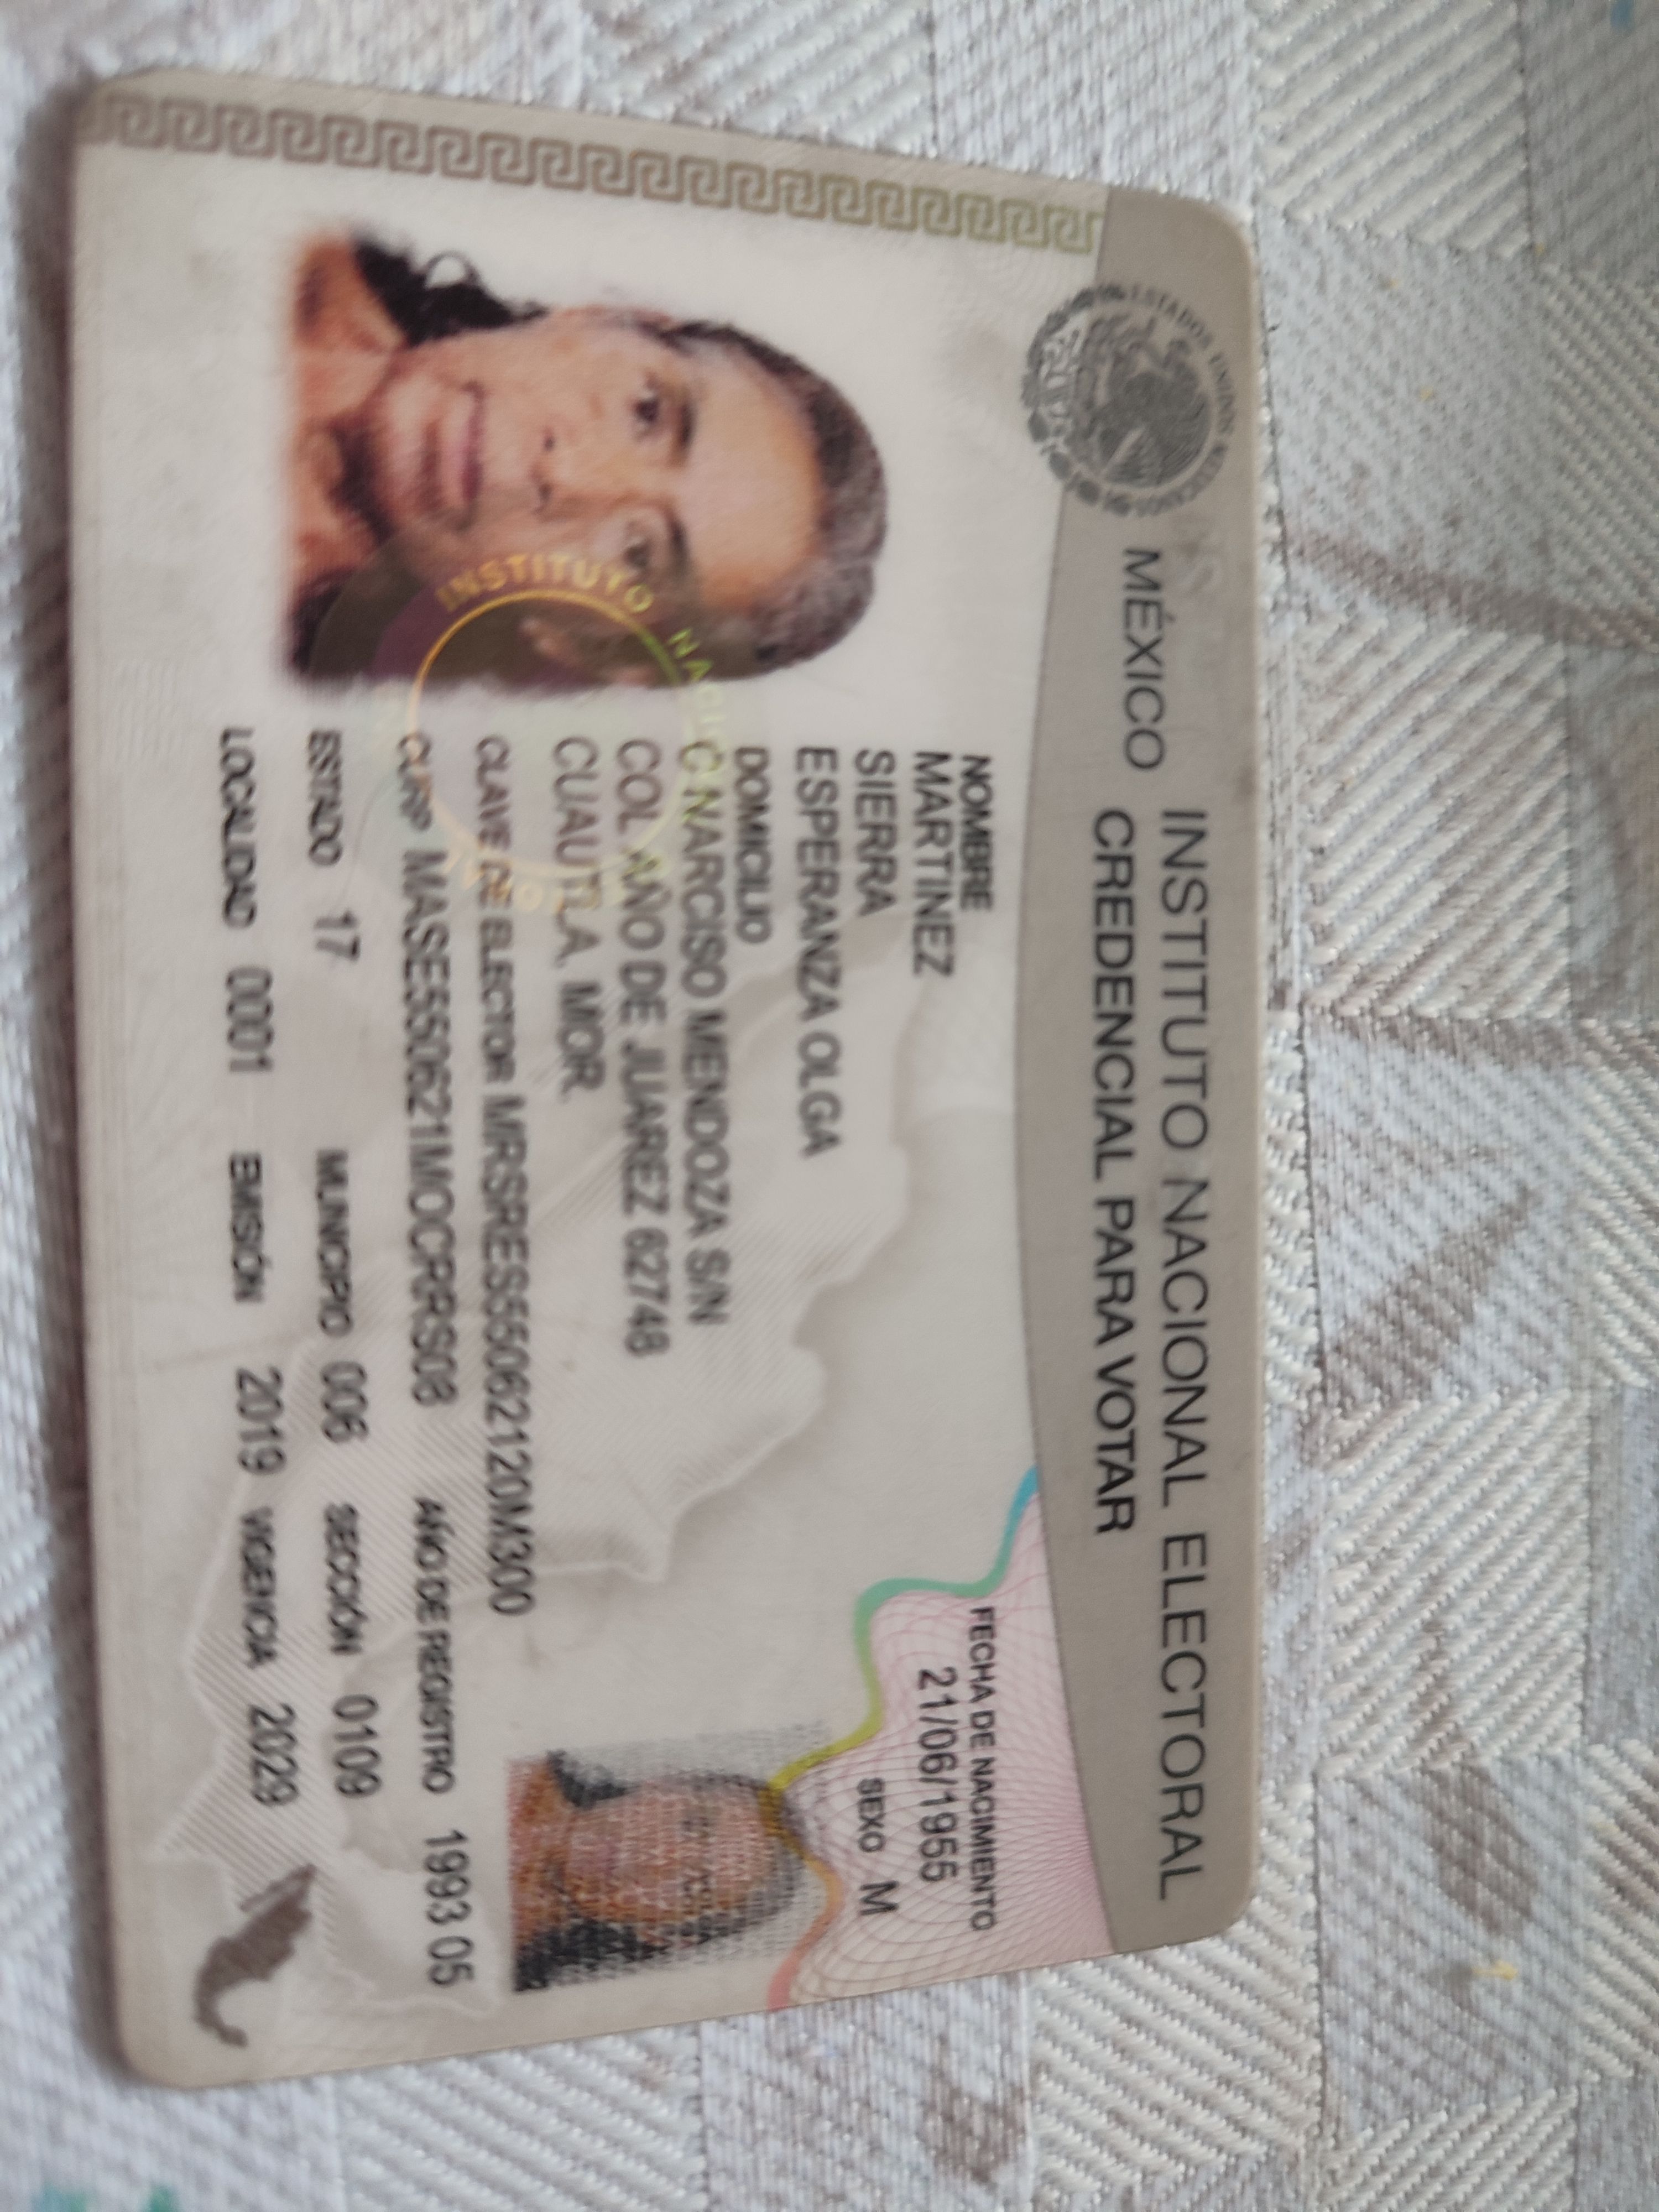 MÉXICO INSTITUTO NACIONAL ELECTORAL
CREDENCIAL PARA VOTAR
ESTADOS UNIDOS MEXICANOS
NOMBRE
MARTINEZ
SIERRA
ESPERANZA OLGA
FECHA DE NACIMIENTO
21/06/1955
SEXO M
DOMICILIO
C NARCISO MENDOZA S/N
COL AÑO DE JUAREZ 62748
CUAUTLA, MOR.
CLAVE DE ELECTOR MRSRES55062120M300
CURP MASE550621MOCRRS08 AÑO DE REGISTRO 1993 05
ESTADO 17 MUNICIPIO 006 SECCIÓN 0109
LOCALIDAD 0001 EMISIÓN 2019 VIGENCIA 2029
INSTITUTO NACIONAL